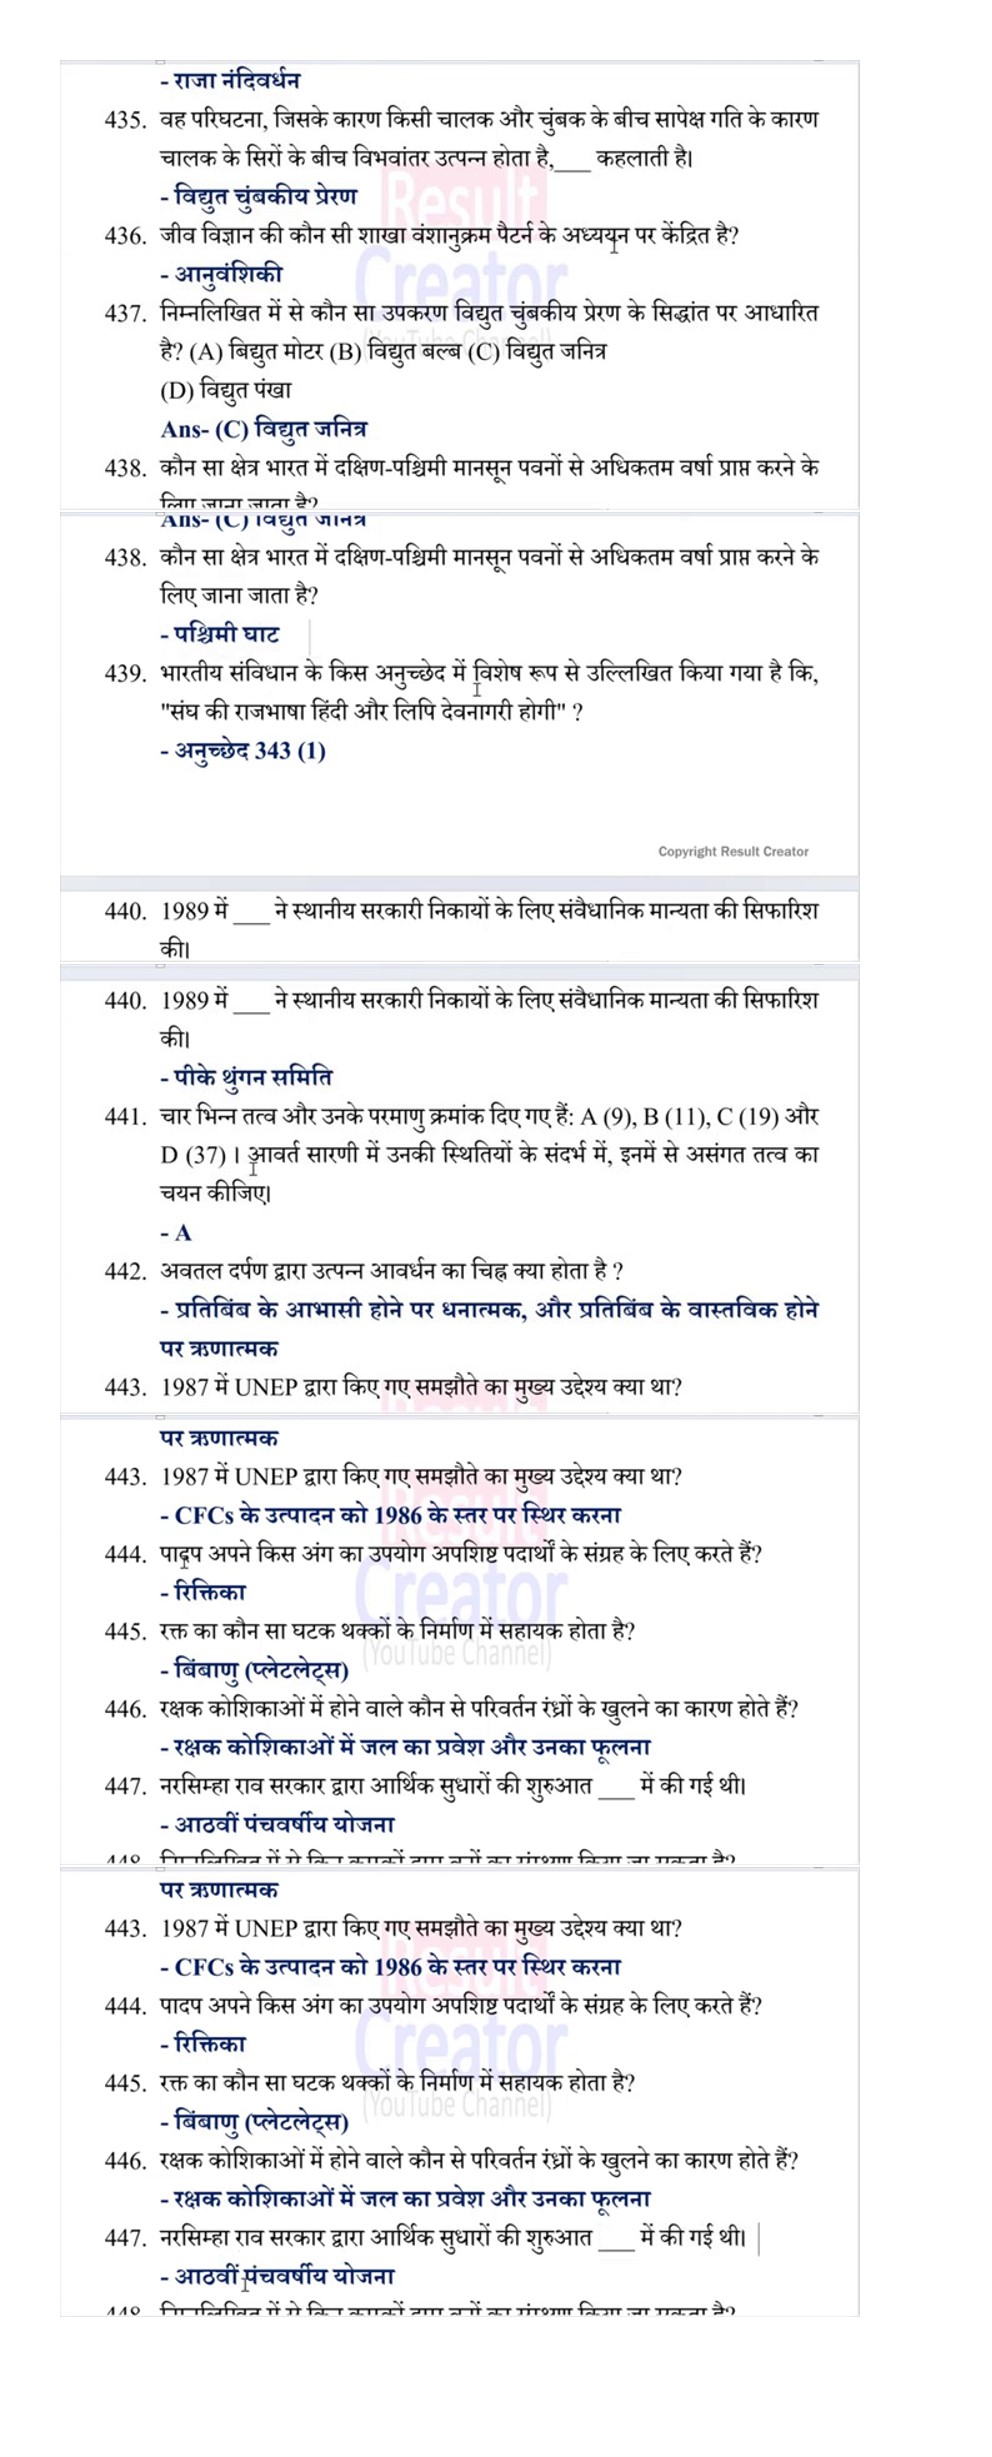 - राजा नंदिवर्धन
435. वह परिघटना, जिसके कारण किसी चालक और चुंबक के बीच सापेक्ष गति के कारण
चालक के सिरों के बीच विभवांतर उत्पन्न होता है,____ कहलाती है।
- विद्युत चुंबकीय प्रेरण
436. जीव विज्ञान की कौन सी शाखा वंशानुक्रम पैटर्न के अध्ययन पर केंद्रित है?
- आनुवंशिकी
437. निम्नलिखित में से कौन सा उपकरण विद्युत चुंबकीय प्रेरण के सिद्धांत पर आधारित
है? (A) बिद्युत मोटर (B) विद्युत बल्ब (C) विद्युत जनित्र
(D) विद्युत पंखा
Ans- (C) विद्युत जनित्र
438. कौन सा क्षेत्र भारत में दक्षिण-पश्चिमी मानसून पवनों से अधिकतम वर्षा प्राप्त करने के
लिए जाना जाता है?
Ans- (C) विद्युत जनित्र
438. कौन सा क्षेत्र भारत में दक्षिण-पश्चिमी मानसून पवनों से अधिकतम वर्षा प्राप्त करने के
लिए जाना जाता है?
- पश्चिमी घाट
439. भारतीय संविधान के किस अनुच्छेद में विशेष रूप से उल्लिखित किया गया है कि,
"संघ की राजभाषा हिंदी और लिपि देवनागरी होगी" ?
- अनुच्छेद 343 (1)
Copyright Result Creator
440. 1989 में ____ ने स्थानीय सरकारी निकायों के लिए संवैधानिक मान्यता की सिफारिश
की।
440. 1989 में ____ ने स्थानीय सरकारी निकायों के लिए संवैधानिक मान्यता की सिफारिश
की।
- पीके थुंगन समिति
441. चार भिन्न तत्व और उनके परमाणु क्रमांक दिए गए हैं: A (9), B (11), C (19) और
D (37) । आवर्त सारणी में उनकी स्थितियों के संदर्भ में, इनमें से असंगत तत्व का
चयन कीजिए।
- A
442. अवतल दर्पण द्वारा उत्पन्न आवर्धन का चिह्न क्या होता है ?
- प्रतिबिंब के आभासी होने पर धनात्मक, और प्रतिबिंब के वास्तविक होने
पर ऋणात्मक
443. 1987 में UNEP द्वारा किए गए समझौते का मुख्य उद्देश्य क्या था?
पर ऋणात्मक
443. 1987 में UNEP द्वारा किए गए समझौते का मुख्य उद्देश्य क्या था?
- CFCs के उत्पादन को 1986 के स्तर पर स्थिर करना
444. पादप अपने किस अंग का उपयोग अपशिष्ट पदार्थों के संग्रह के लिए करते हैं?
- रिक्तिका
445. रक्त का कौन सा घटक थक्कों के निर्माण में सहायक होता है?
- बिंबाणु (प्लेटलेट्स)
446. रक्षक कोशिकाओं में होने वाले कौन से परिवर्तन रंध्रों के खुलने का कारण होते हैं?
- रक्षक कोशिकाओं में जल का प्रवेश और उनका फूलना
447. नरसिम्हा राव सरकार द्वारा आर्थिक सुधारों की शुरुआत ____ में की गई थी।
- आठवीं पंचवर्षीय योजना
पर ऋणात्मक
443. 1987 में UNEP द्वारा किए गए समझौते का मुख्य उद्देश्य क्या था?
- CFCs के उत्पादन को 1986 के स्तर पर स्थिर करना
444. पादप अपने किस अंग का उपयोग अपशिष्ट पदार्थों के संग्रह के लिए करते हैं?
- रिक्तिका
445. रक्त का कौन सा घटक थक्कों के निर्माण में सहायक होता है?
- बिंबाणु (प्लेटलेट्स)
446. रक्षक कोशिकाओं में होने वाले कौन से परिवर्तन रंध्रों के खुलने का कारण होते हैं?
- रक्षक कोशिकाओं में जल का प्रवेश और उनका फूलना
447. नरसिम्हा राव सरकार द्वारा आर्थिक सुधारों की शुरुआत ____ में की गई थी।
- आठवीं पंचवर्षीय योजना